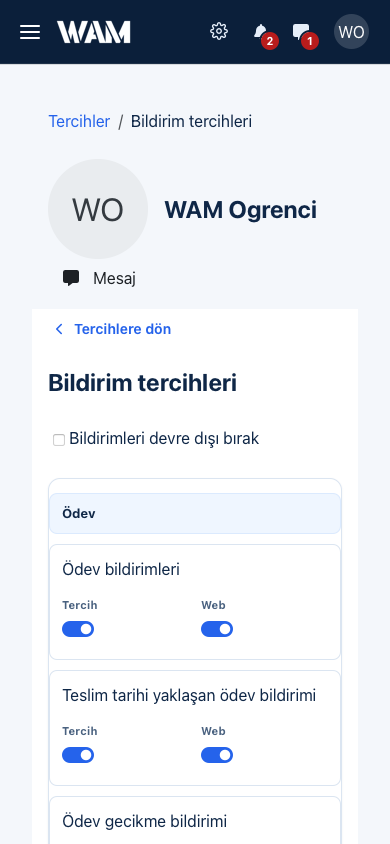 WAM
2
1
WO
Tercihler / Bildirim tercihleri
WO
WAM Ogrenci
Mesaj
Tercihlere dön
Bildirim tercihleri
Bildirimleri devre dışı bırak
Ödev
Ödev bildirimleri
Tercih Web
Teslim tarihi yaklaşan ödev bildirimi
Tercih Web
Ödev gecikme bildirimi